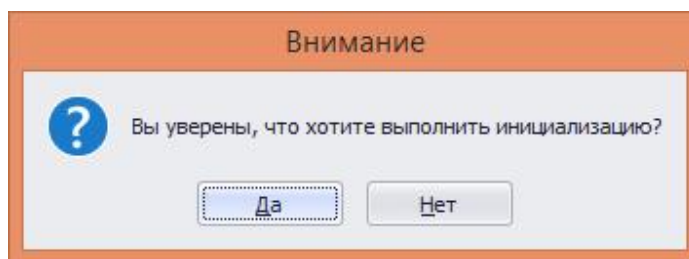 Внимание
Вы уверены, что хотите выполнить инициализацию?
Да Нет